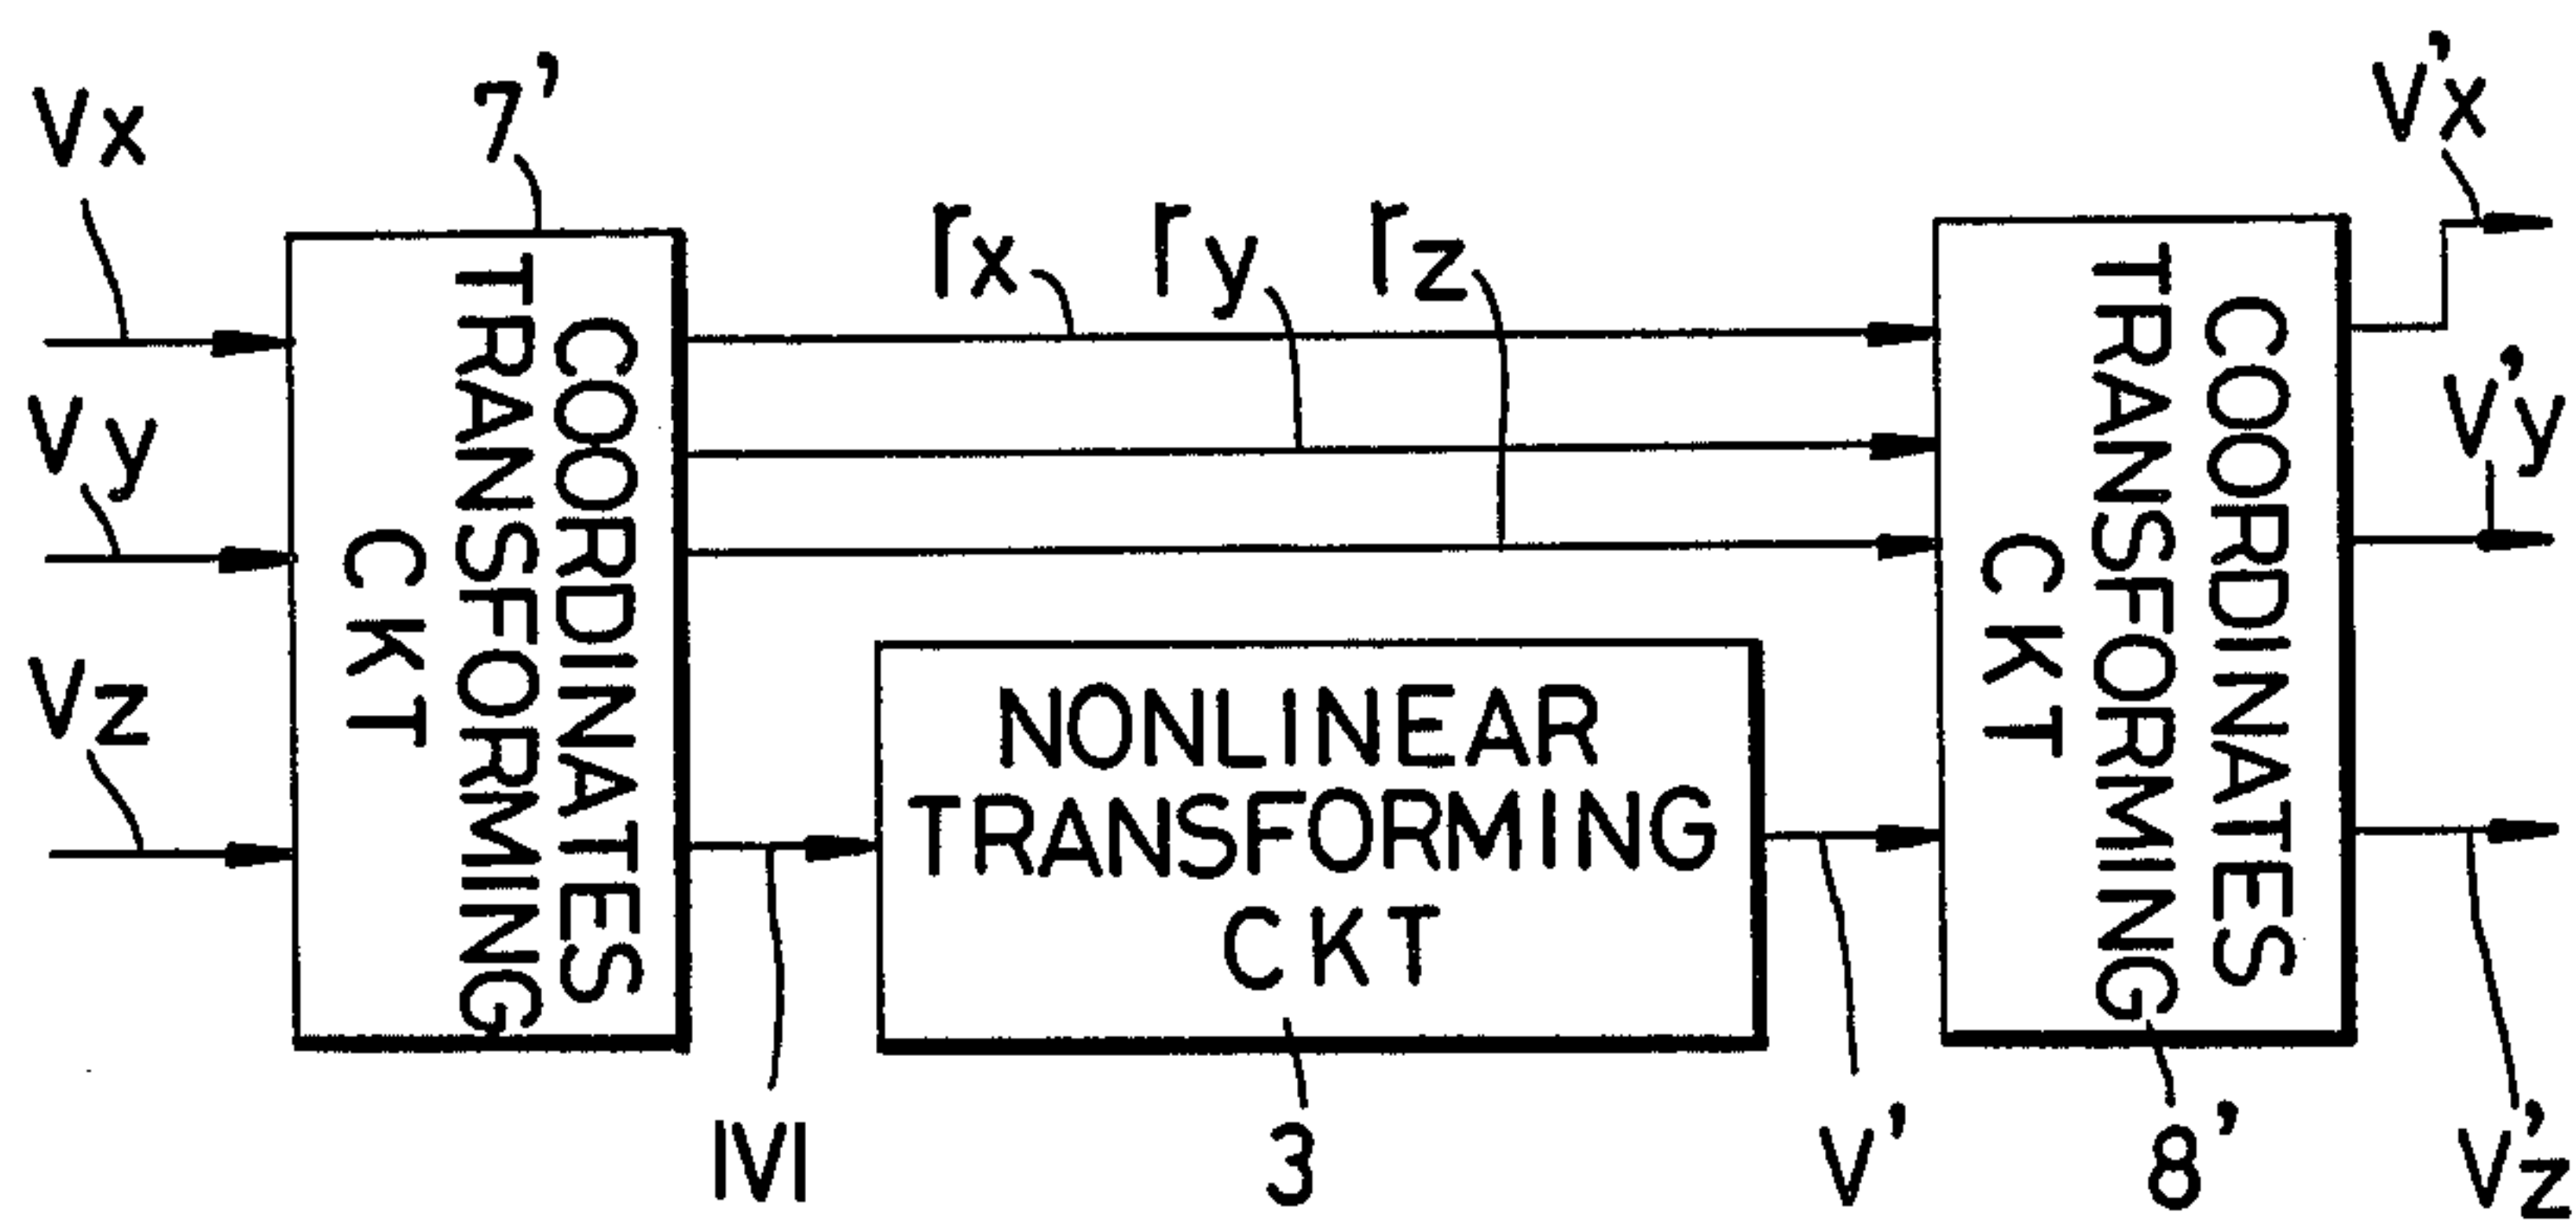 Vx
Vy
Vz
7'
COORDINATES
TRANSFORMING
CKT
rx
ry
rz
|V|
NONLINEAR
TRANSFORMING
CKT
3
V'
COORDINATES
TRANSFORMING
CKT
8'
V'x
V'y
V'z